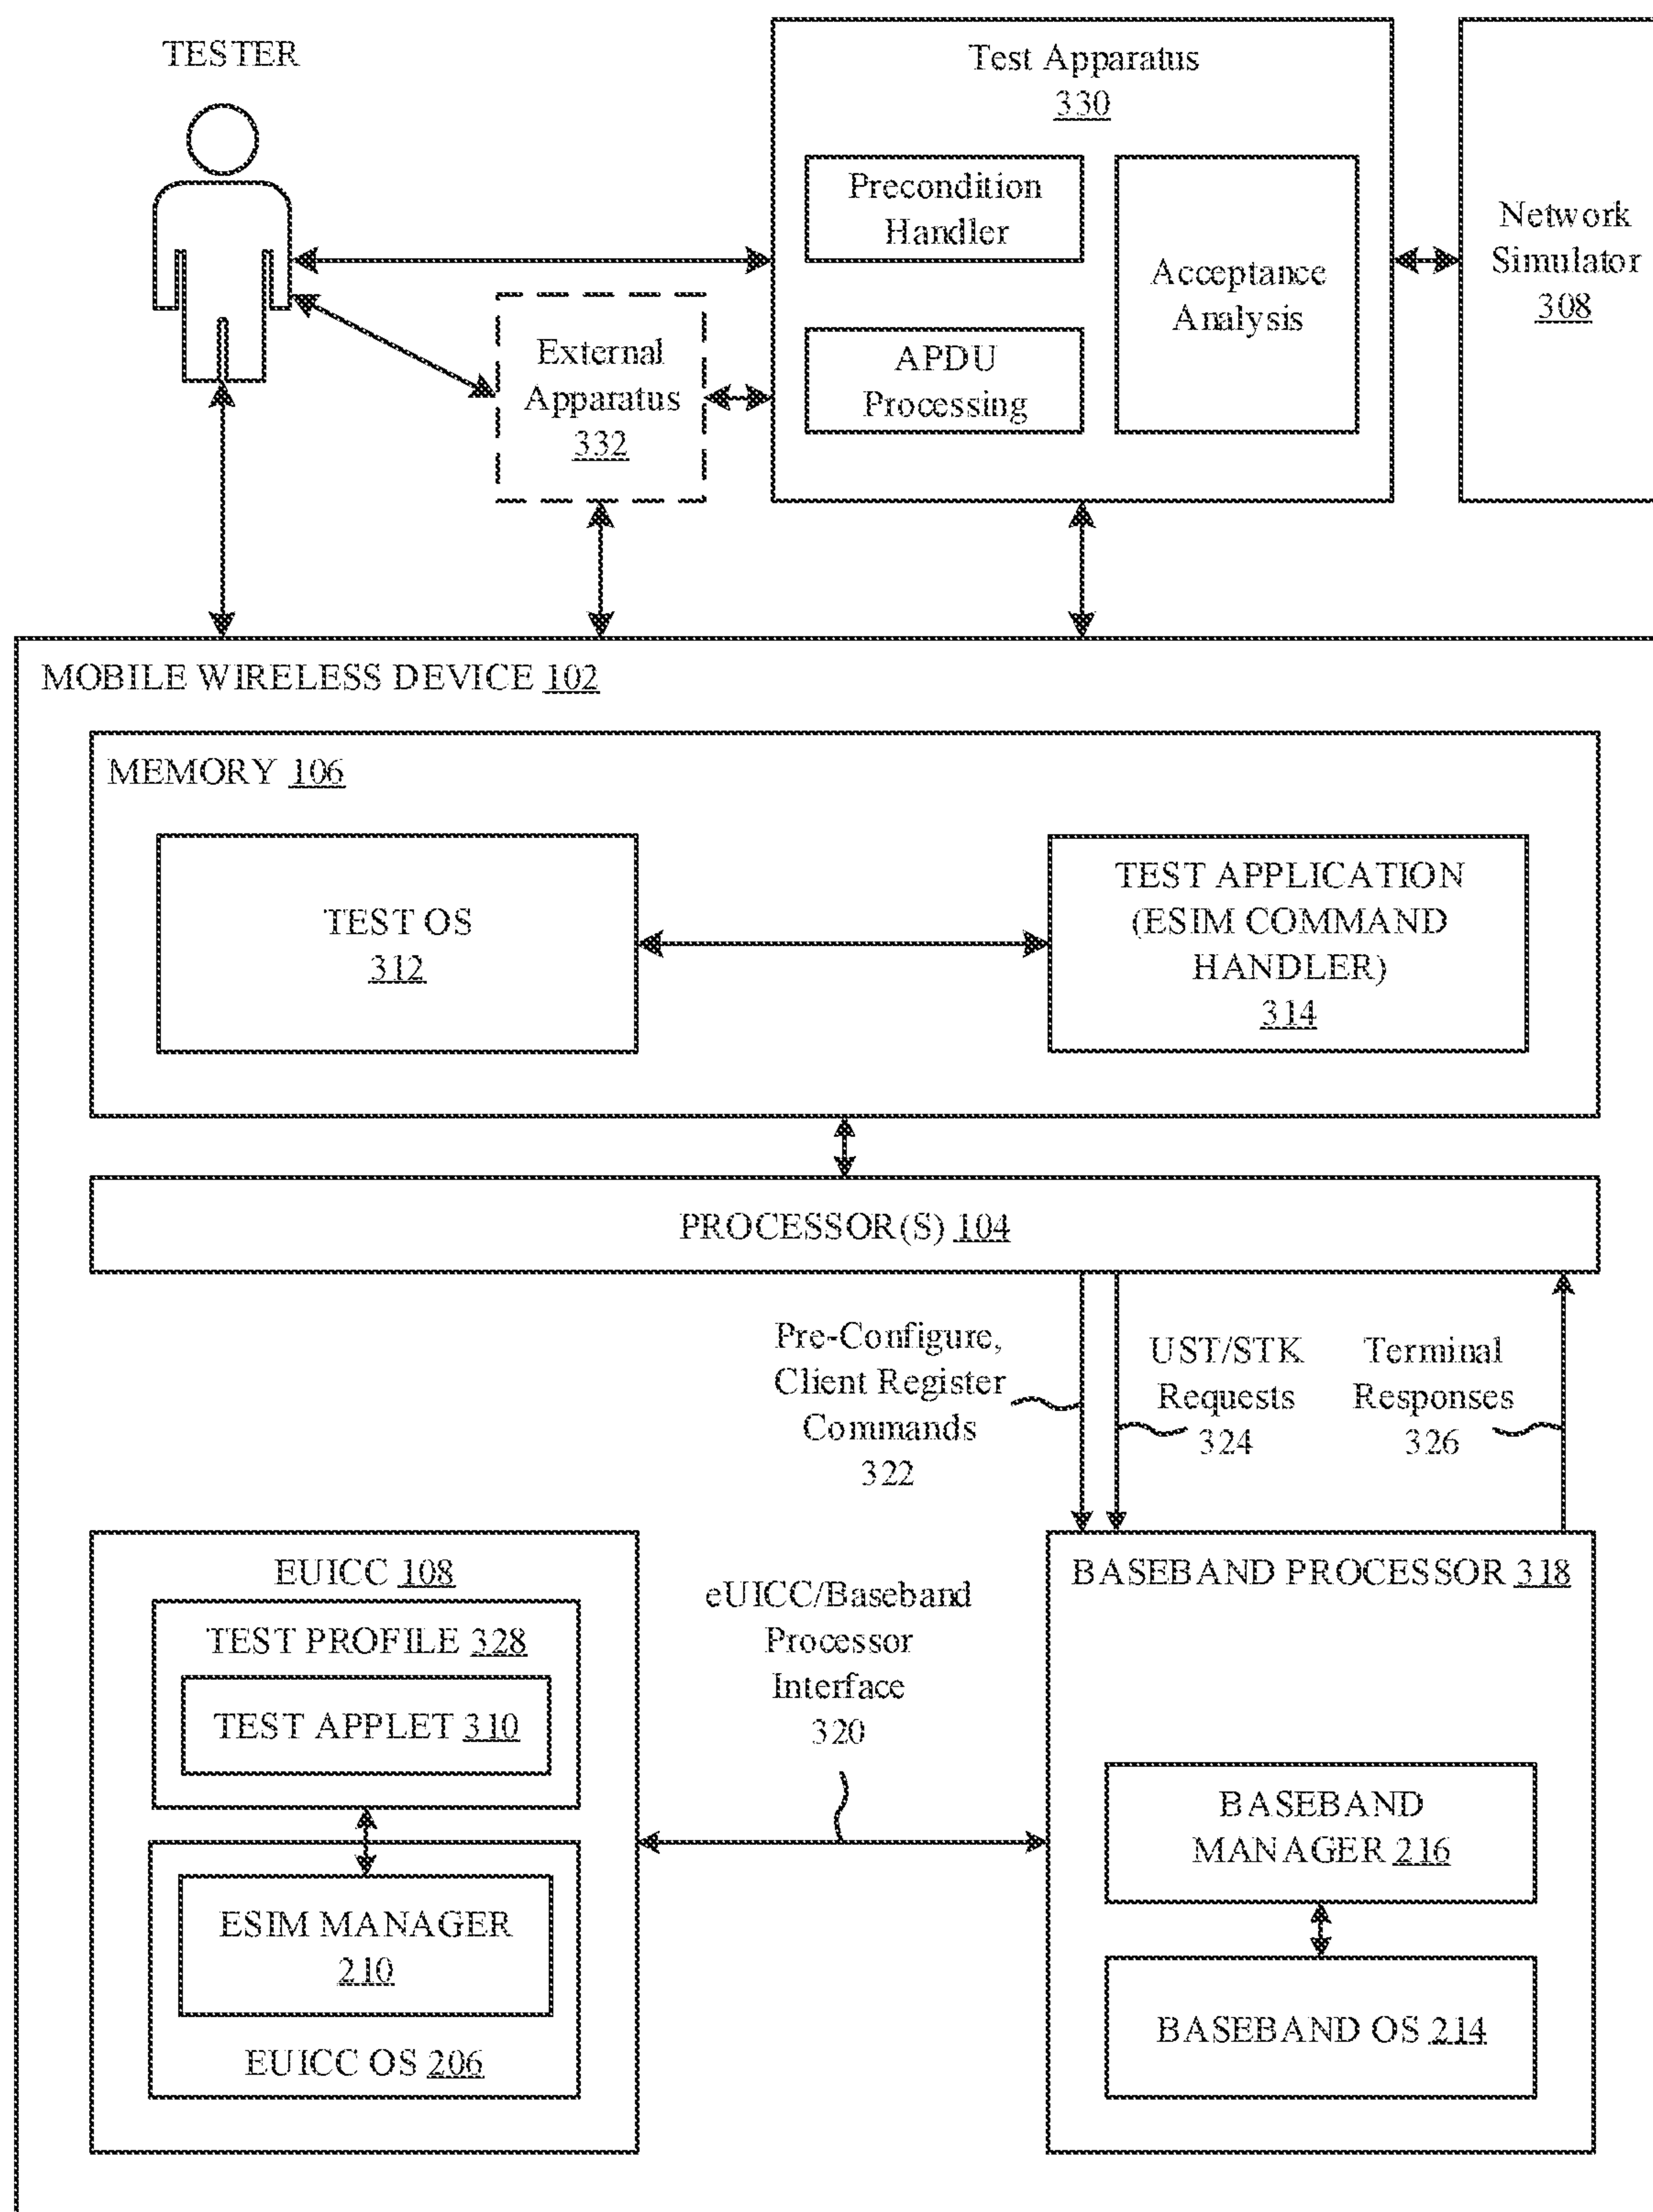 TESTER
Test Apparatus
330
Precondition
Handler
APDU
Processing
Acceptance
Analysis
Network
Simulator
308
External
Apparatus
332
MOBILE WIRELESS DEVICE 102
MEMORY 106
TEST OS
312
TEST APPLICATION
(ESIM COMMAND
HANDLER)
314
PROCESSOR(S) 104
Pre-Configure,
Client Register
Commands
322
UST/STK
Requests
324
Terminal
Responses
326
EUICC 108
TEST PROFILE 328
TEST APPLET 310
ESIM MANAGER
210
EUICC OS 206
eUICC/Baseband
Processor
Interface
320
BASEBAND PROCESSOR 318
BASEBAND
MANAGER 216
BASEBAND OS 214